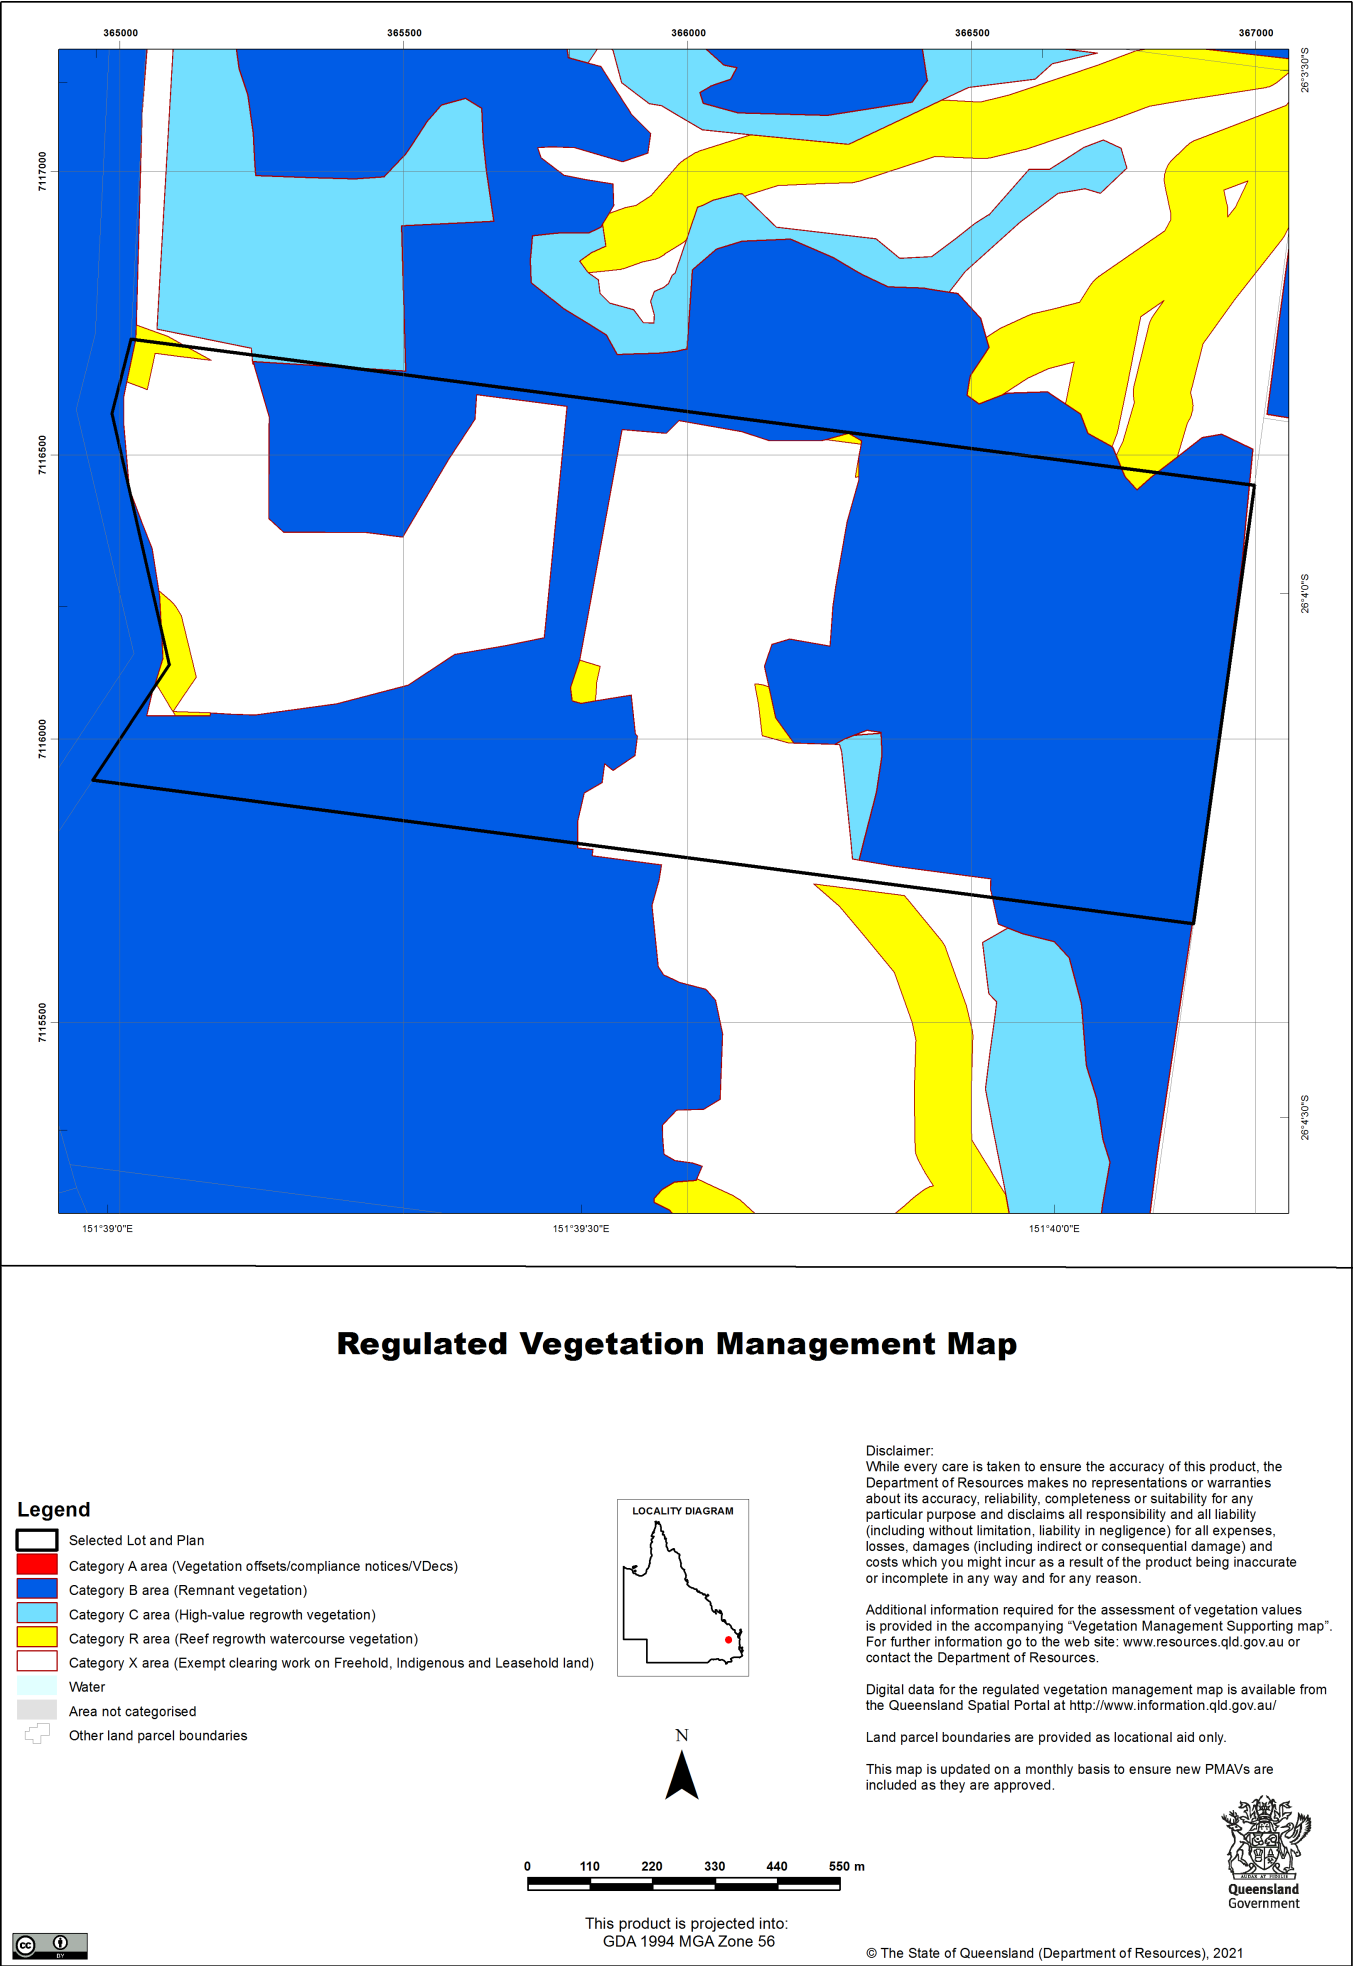 365000 365500 366000 366500 367000
26°3'30"S
7117000
7116500
26°4'0"S
7116000
7115500
26°4'30"S
151°39'0"E 151°39'30"E 151°40'0"E
Regulated Vegetation Management Map
Legend
Selected Lot and Plan
Category A area (Vegetation offsets/compliance notices/VDecs)
Category B area (Remnant vegetation)
Category C area (High-value regrowth vegetation)
Category R area (Reef regrowth watercourse vegetation)
Category X area (Exempt clearing work on Freehold, Indigenous and Leasehold land)
Water
Area not categorised
Other land parcel boundaries
LOCALITY DIAGRAM
N
0 110 220 330 440 550 m
This product is projected into:
GDA 1994 MGA Zone 56
Disclaimer:
While every care is taken to ensure the accuracy of this product, the
Department of Resources makes no representations or warranties
about its accuracy, reliability, completeness or suitability for any
particular purpose and disclaims all responsibility and all liability
(including without limitation, liability in negligence) for all expenses,
losses, damages (including indirect or consequential damage) and
costs which you might incur as a result of the product being inaccurate
or incomplete in any way and for any reason.
Additional information required for the assessment of vegetation values
is provided in the accompanying “Vegetation Management Supporting map”.
For further information go to the web site: www.resources.qld.gov.au or
contact the Department of Resources.
Digital data for the regulated vegetation management map is available from
the Queensland Spatial Portal at http://www.information.qld.gov.au/
Land parcel boundaries are provided as locational aid only.
This map is updated on a monthly basis to ensure new PMAVs are
included as they are approved.
AUDAX AT FIDELIS
Queensland
Government
cc
BY
© The State of Queensland (Department of Resources), 2021